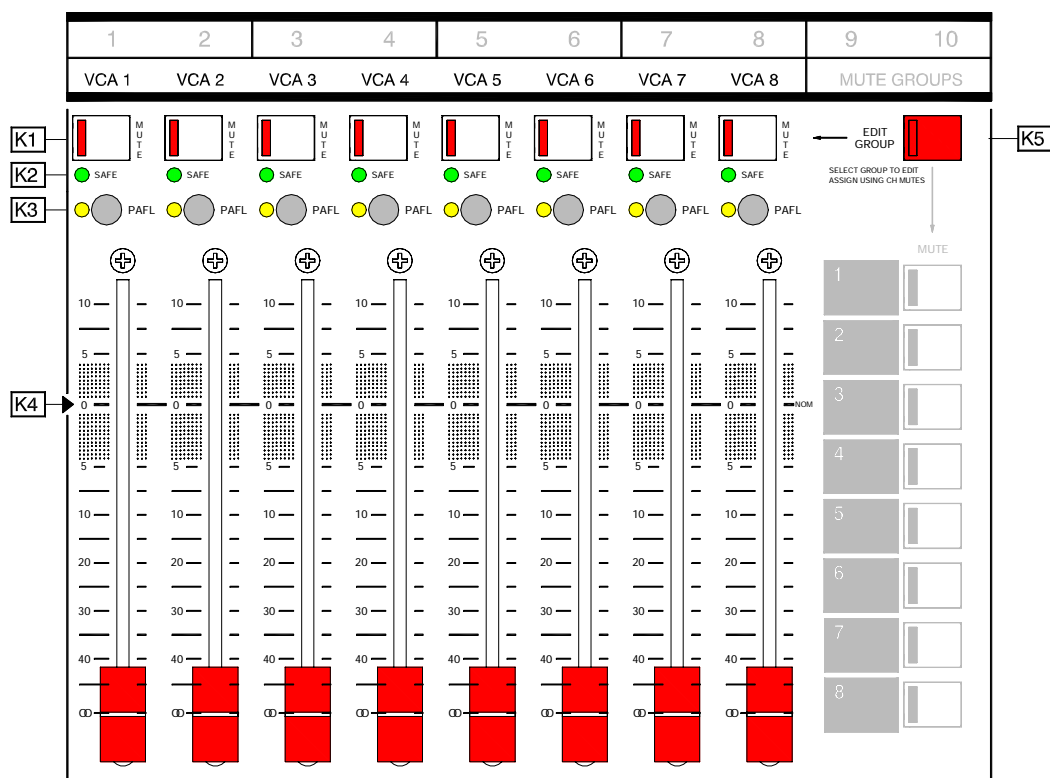 1 2 3 4 5 6 7 8 9 10
VCA 1 VCA 2 VCA 3 VCA 4 VCA 5 VCA 6 VCA 7 VCA 8 MUTE GROUPS
K1 MUTE MUTE MUTE MUTE MUTE MUTE MUTE MUTE EDIT GROUP K5
K2 SAFE SAFE SAFE SAFE SAFE SAFE SAFE SAFE SELECT GROUP TO EDIT
ASSIGN USING CH MUTES
K3 PAFL PAFL PAFL PAFL PAFL PAFL PAFL PAFL
MUTE
1
10 10 10 10 10 10 10 10
2
5 5 5 5 5 5 5 5
3
K4 0 0 0 0 0 0 0 0 NOM
4
5 5 5 5 5 5 5 5
5
10 10 10 10 10 10 10 10
20 20 20 20 20 20 20 20
6
30 30 30 30 30 30 30 30
7
40 40 40 40 40 40 40 40
8
∞ ∞ ∞ ∞ ∞ ∞ ∞ ∞